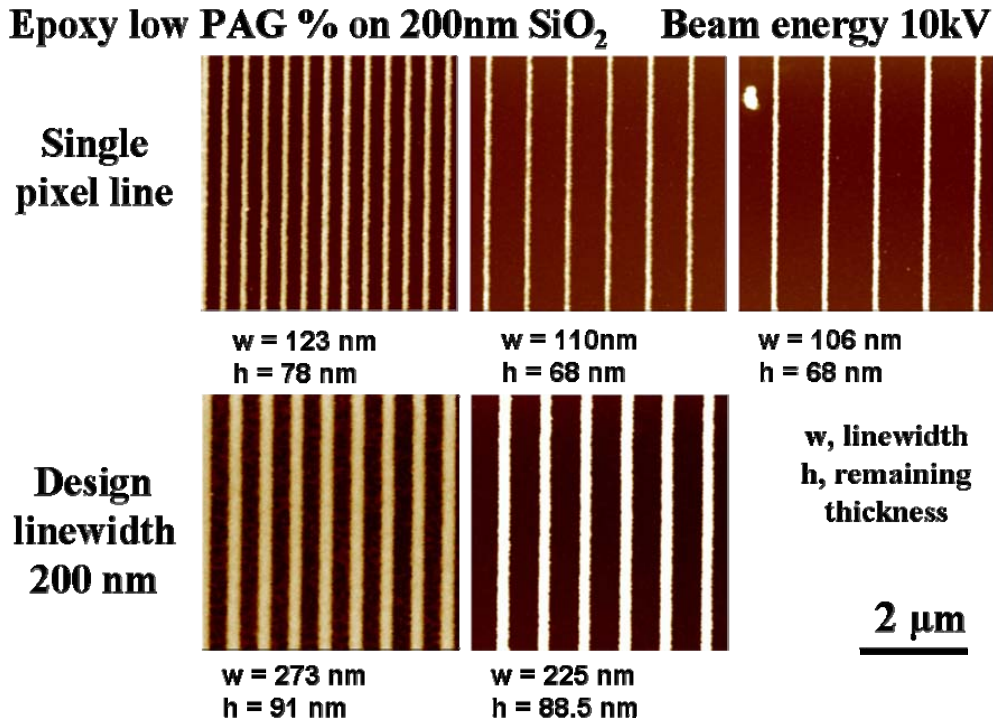 Epoxy low PAG % on 200nm SiO₂ Beam energy 10kV
Single
pixel line
w = 123 nm
h = 78 nm
w = 110nm
h = 68 nm
w = 106 nm
h = 68 nm
Design
linewidth
200 nm
w = 273 nm
h = 91 nm
w = 225 nm
h = 88.5 nm
w, linewidth
h, remaining
thickness
2 μm